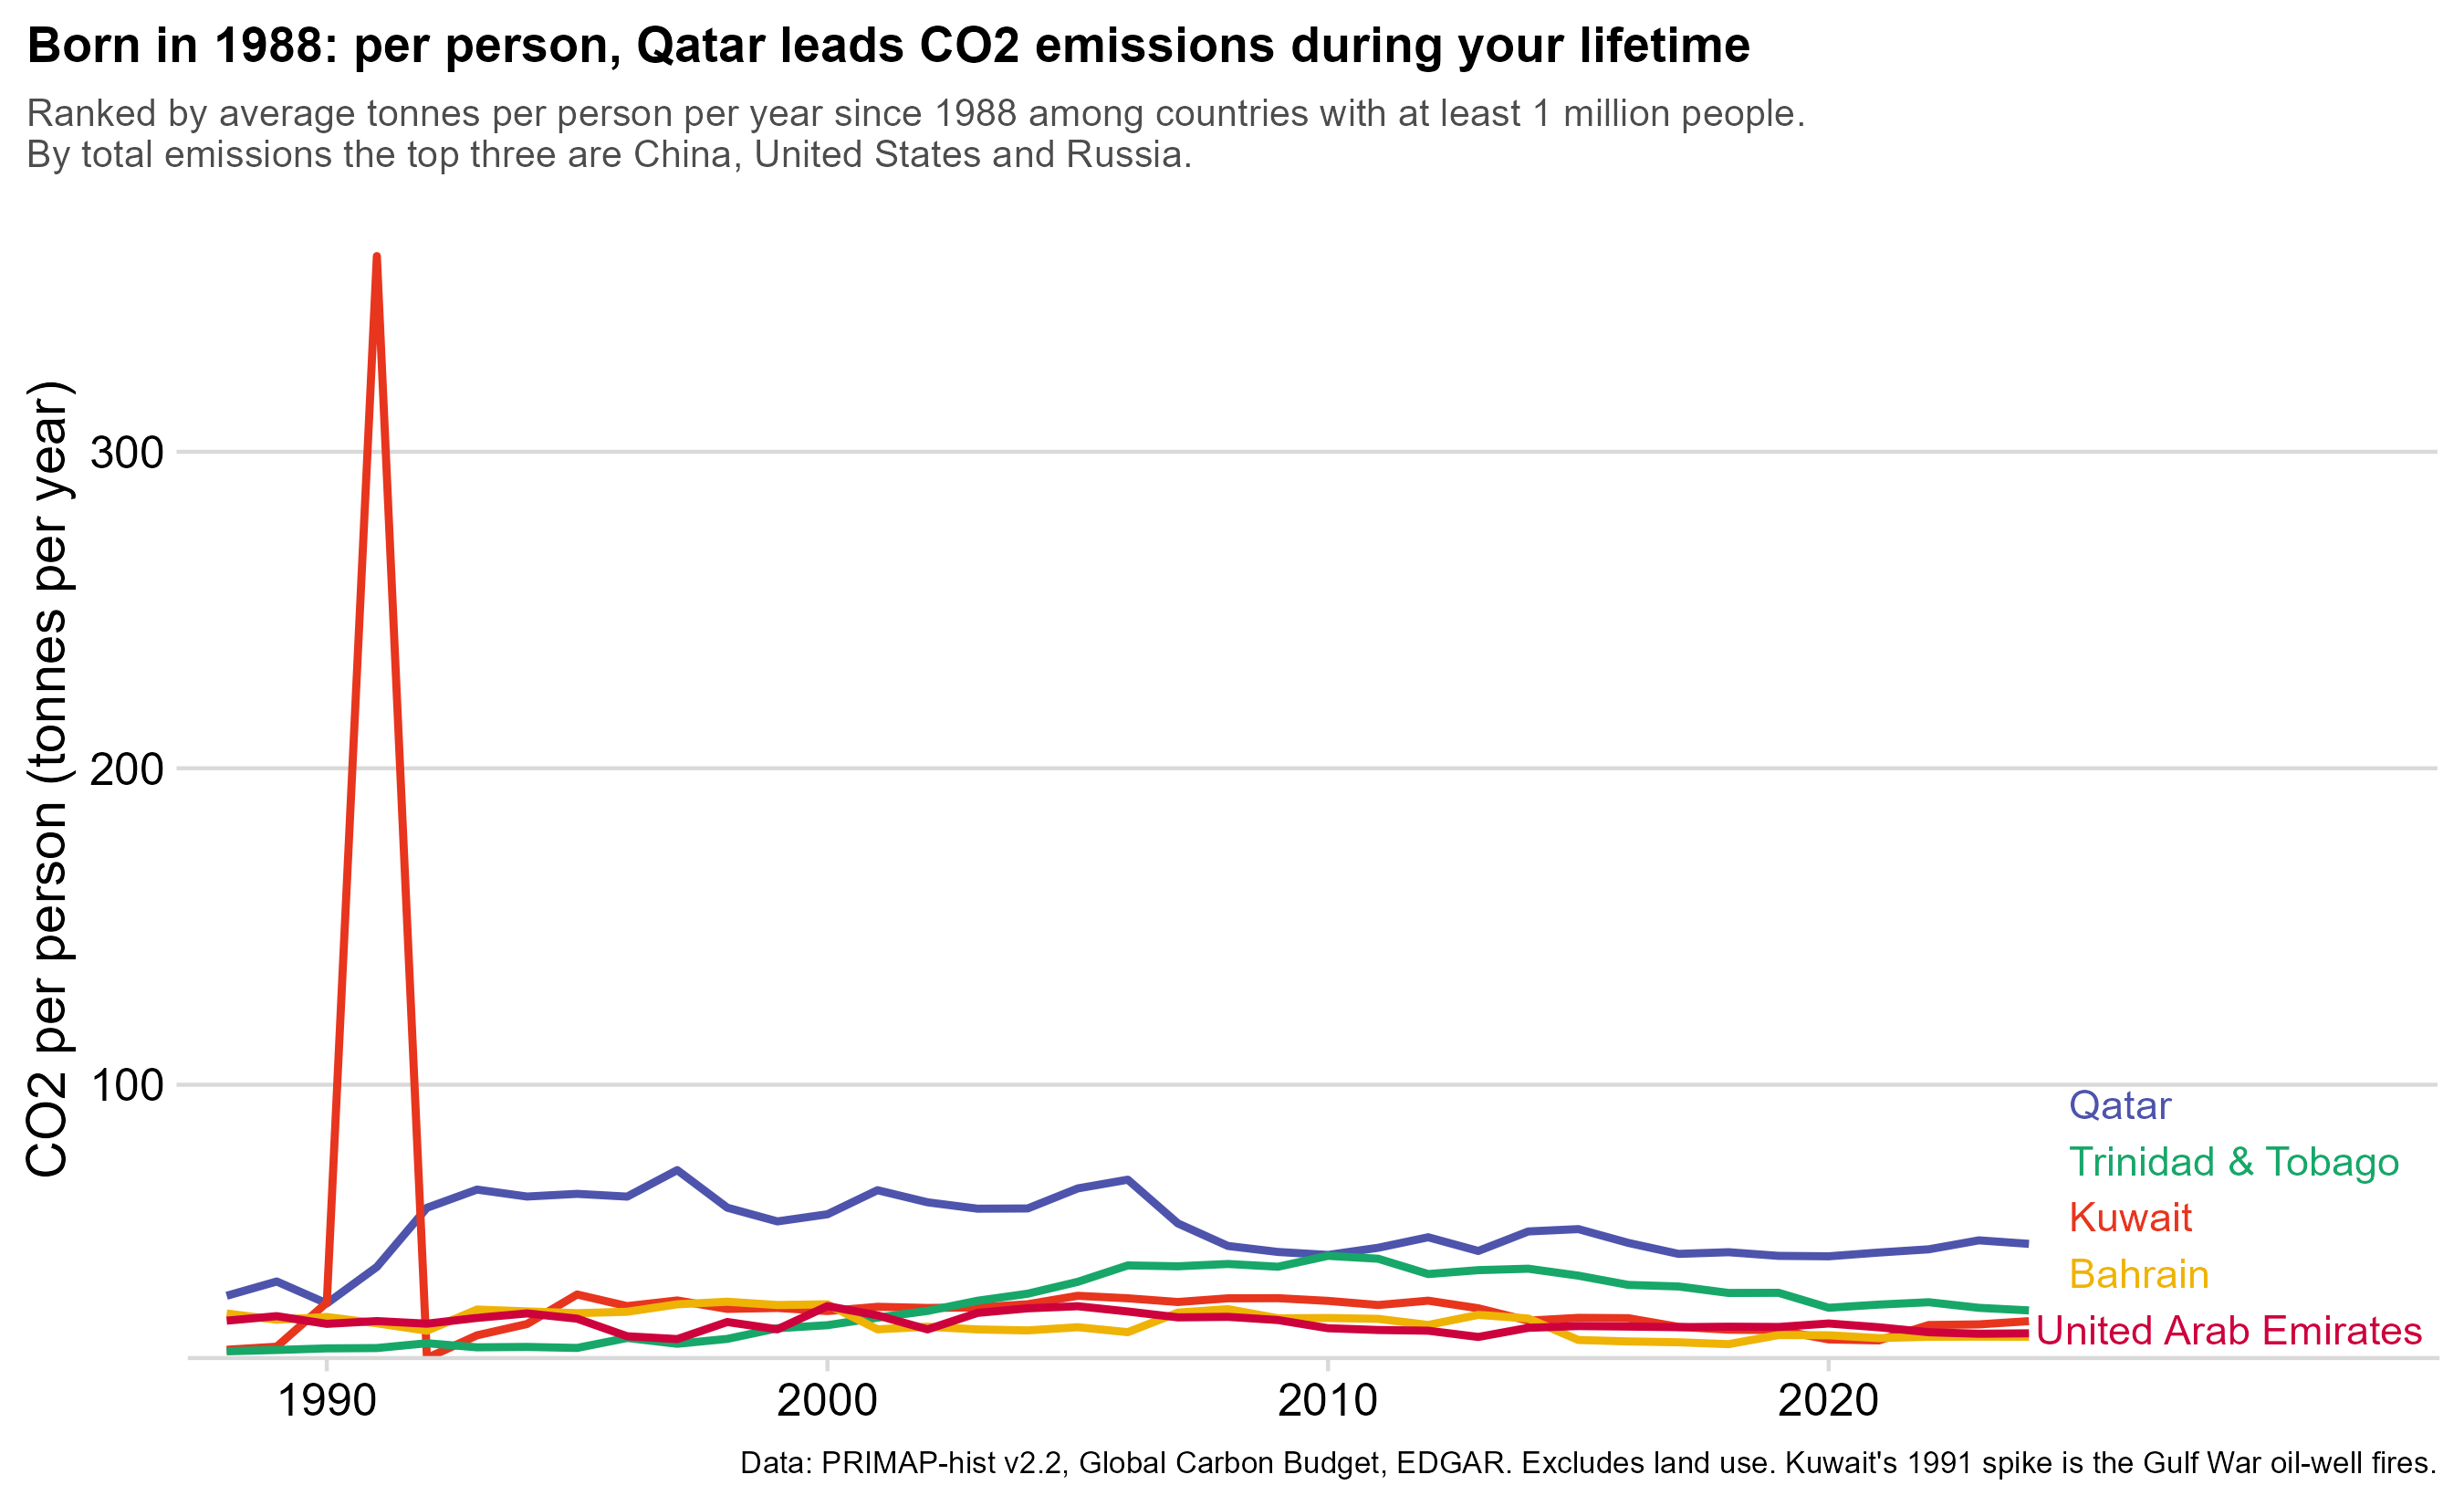 Born in 1988: per person, Qatar leads CO2 emissions during your lifetime
Ranked by average tonnes per person per year since 1988 among countries with at least 1 million people.
By total emissions the top three are China, United States and Russia.
CO2 per person (tonnes per year)
300
200
100
Qatar
Trinidad & Tobago
Kuwait
Bahrain
United Arab Emirates
1990
2000
2010
2020
Data: PRIMAP-hist v2.2, Global Carbon Budget, EDGAR. Excludes land use. Kuwait's 1991 spike is the Gulf War oil-well fires.